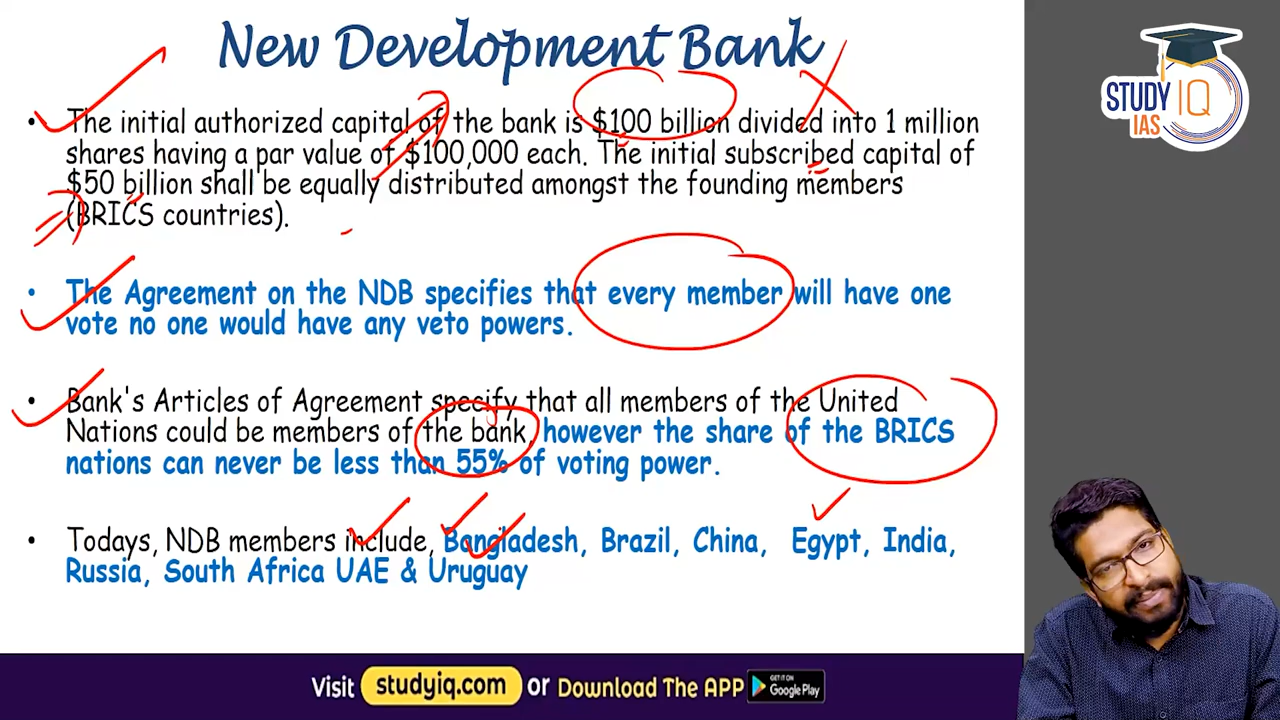 New Development Bank
STUDY IQ
IAS
• The initial authorized capital of the bank is $100 billion divided into 1 million
shares having a par value of $100,000 each. The initial subscribed capital of
$50 billion shall be equally distributed amongst the founding members
(BRICS countries).
• The Agreement on the NDB specifies that every member will have one
vote no one would have any veto powers.
• Bank's Articles of Agreement specify that all members of the United
Nations could be members of the bank, however the share of the BRICS
nations can never be less than 55% of voting power.
• Todays, NDB members include, Bangladesh, Brazil, China, Egypt, India,
Russia, South Africa UAE & Uruguay
Visit studyiq.com or Download The APP GET IT ON Google Play